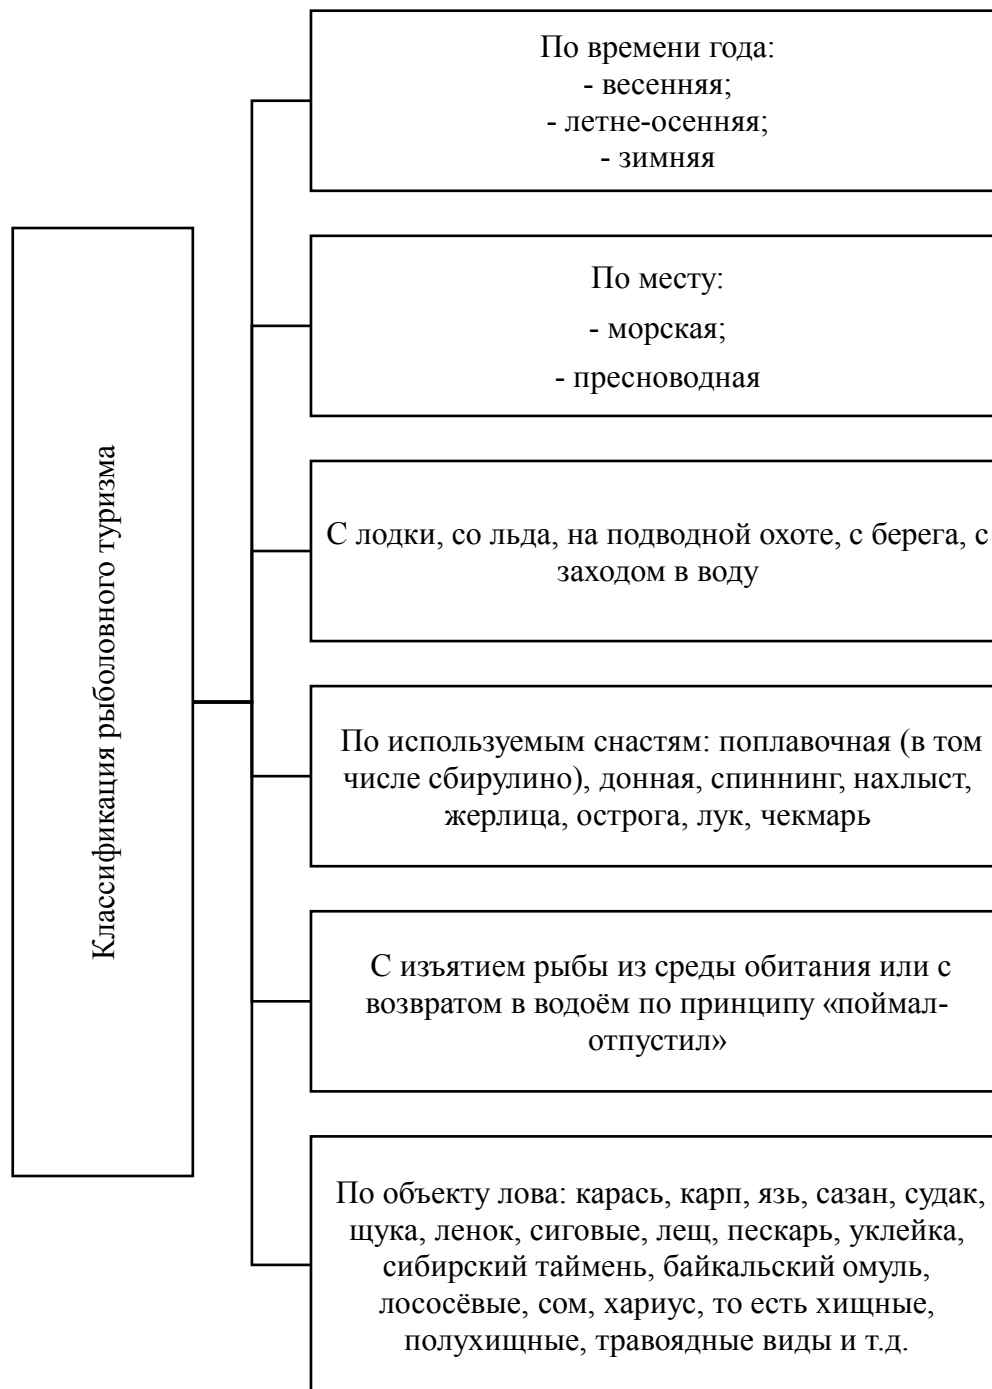 Классификация рыболовного туризма
По времени года:
- весенняя;
- летне-осенняя;
- зимняя
По месту:
- морская;
- пресноводная
С лодки, со льда, на подводной охоте, с берега, с
заходом в воду
По используемым снастям: поплавочная (в том
числе сбирулино), донная, спиннинг, нахлыст,
жерлица, острога, лук, чекмарь
С изъятием рыбы из среды обитания или с
возвратом в водоём по принципу «поймал-
отпустил»
По объекту лова: карась, карп, язь, сазан, судак,
щука, ленок, сиговые, лещ, пескарь, уклейка,
сибирский таймень, байкальский омуль,
лососёвые, сом, хариус, то есть хищные,
полухищные, травоядные виды и т.д.